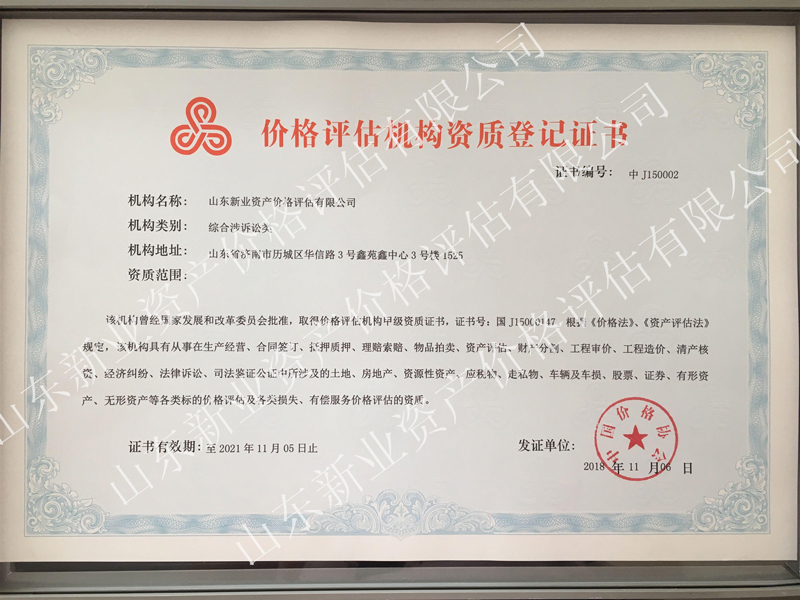 价格评估机构资质登记证书
证书编号: 中 J150002
机构名称: 山东新业资产价格评估有限公司
机构类别: 综合涉诉讼类
机构地址: 山东省济南市历城区华信路 3 号鑫苑鑫中心 3 号楼 1525
资质范围:
该机构曾经国家发展和改革委员会批准，取得价格评估机构甲级资质证书，证书号：国 J15000147。根据《价格法》、《资产评估法》
规定，该机构具有从事在生产经营、合同签订、抵押质押、理赔索赔、物品拍卖、资产评估、财产分割、工程审价、工程造价、清产核
资、经济纠纷、法律诉讼、司法鉴证公证中所涉及的土地、房地产、资源性资产、应税物、走私物、车辆及车损、股票、证券、有形资
产、无形资产等各类标的价格评估及各类损失、有偿服务价格评估的资质。
证书有效期: 至 2021 年 11 月 05 日止
发证单位:
中国价格协会
2018 年 11 月 06 日
山东新业资产价格评估有限公司
山东新业资产价格评估有限公司
山东新业资产价格评估有限公司